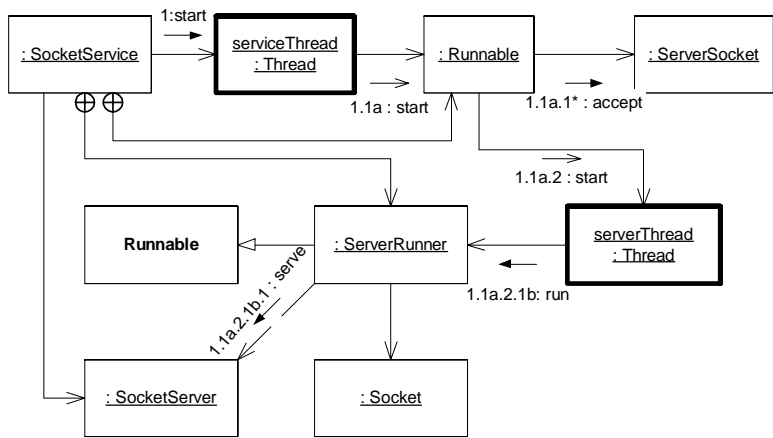 1:start
: SocketService
serviceThread
: Thread
: Runnable
: ServerSocket
1.1a : start
1.1a.1* : accept
1.1a.2 : start
Runnable
: ServerRunner
serverThread
: Thread
1.1a.2.1b.1 : serve
1.1a.2.1b: run
: SocketServer
: Socket